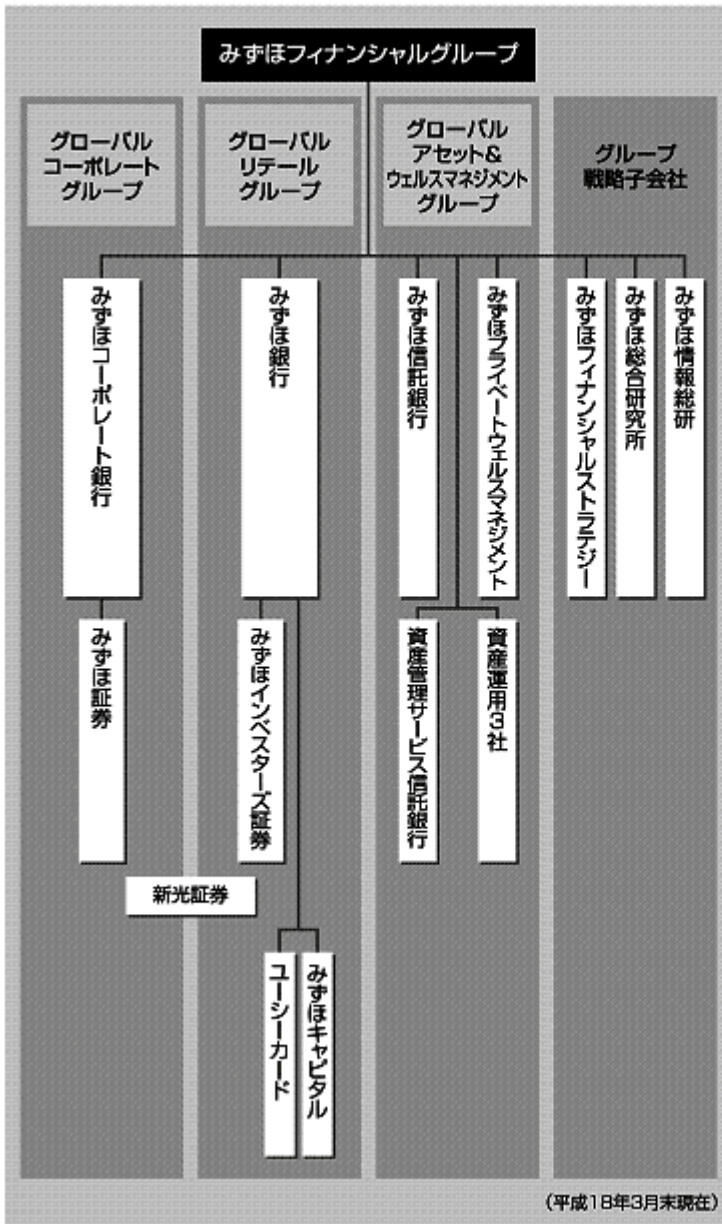 みずほフィナンシャルグループ
グローバル
コーポレート
グループ
グローバル
リテール
グループ
グローバル
アセット&
ウェルスマネジメント
グループ
グループ
戦略子会社
みずほコーポレート銀行
みずほ銀行
みずほ信託銀行
みずほプライベートウェルスマネジメント
みずほフィナンシャルストラテジー
みずほ総合研究所
みずほ情報総研
みずほ証券
みずほインベスターズ証券
資産管理サービス信託銀行
資産運用3社
新光証券
ユーシーカード
みずほキャピタル
(平成18年3月末現在)